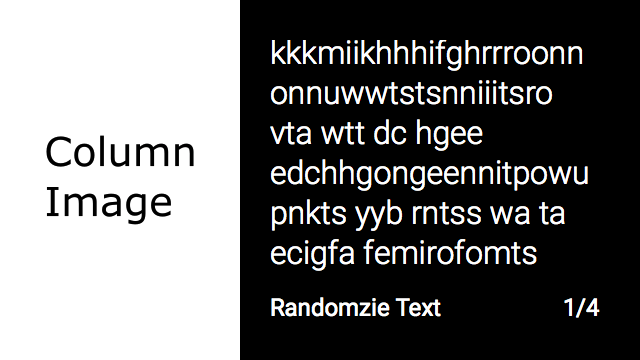 Column
Image
kkkmiikhhhifghrrroonn
onnuwwtstsnniiitsro
vta wtt dc hgee
edchhgongeennitpowu
pnkts yyb rntss wa ta
ecigfa femirofomts
Randomzie Text
1/4